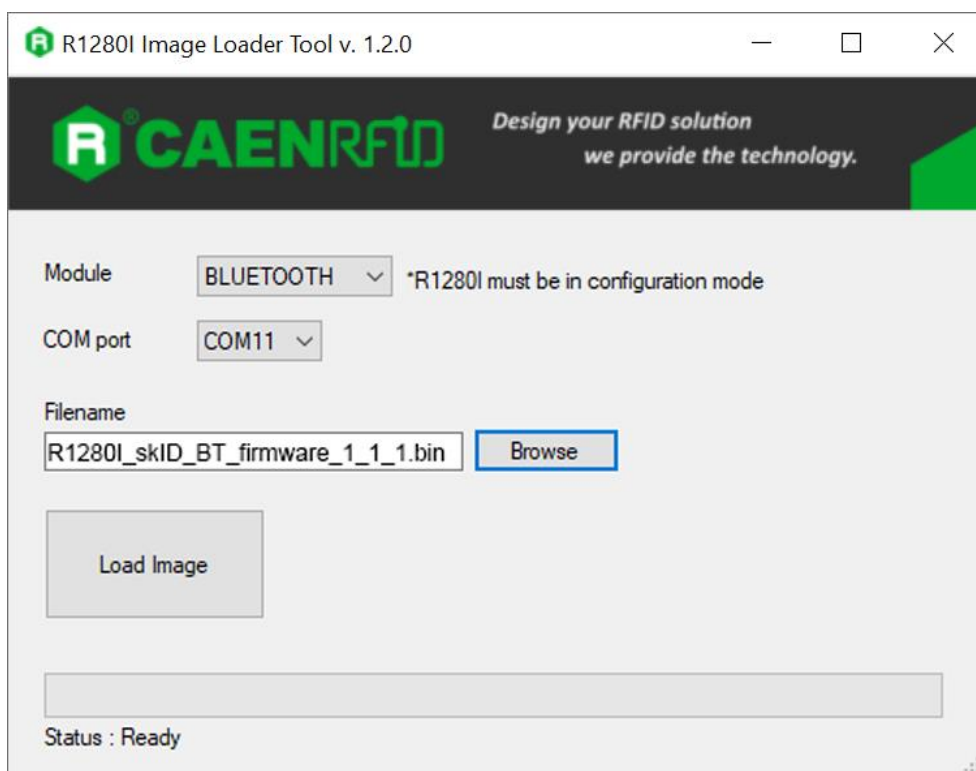 R1280I Image Loader Tool v. 1.2.0
R® CAENRFID
Design your RFID solution
we provide the technology.
Module
BLUETOOTH
*R1280I must be in configuration mode
COM port
COM11
Filename
R1280I_skID_BT_firmware_1_1_1.bin
Browse
Load Image
Status : Ready